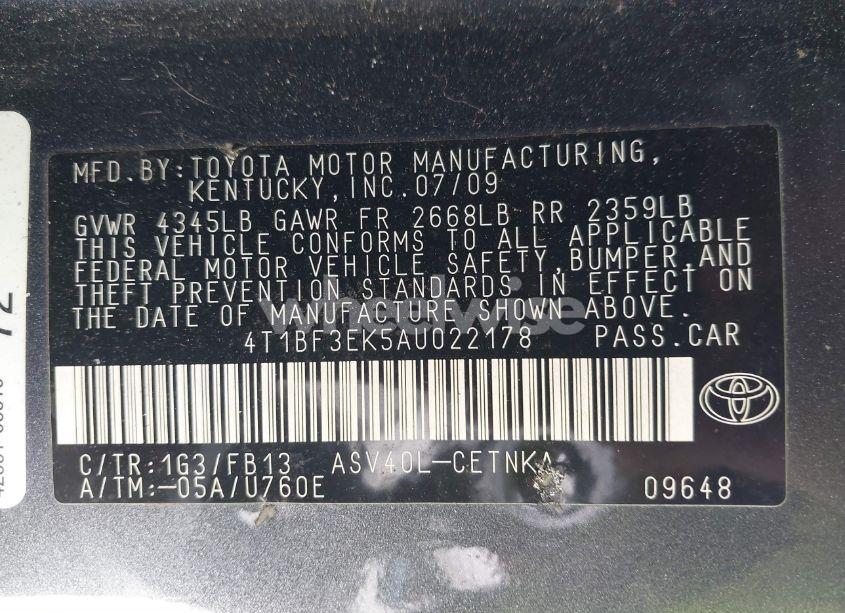 MFD.BY:TOYOTA MOTOR MANUFACTURING,
KENTUCKY,INC.07/09
GVWR 4345LB GAWR FR 2668LB RR 2359LB
THIS VEHICLE CONFORMS TO ALL APPLICABLE
FEDERAL MOTOR VEHICLE SAFETY,BUMPER,AND
THEFT PREVENTION STANDARDS IN EFFECT ON
THE DATE OF MANUFACTURE SHOWN ABOVE.
wheelwise
4T1BF3EK5AU022178 PASS.CAR
C/TR:1G3/FB13 ASV40L-CETNKA
A/TM:-05A/U760E 09648